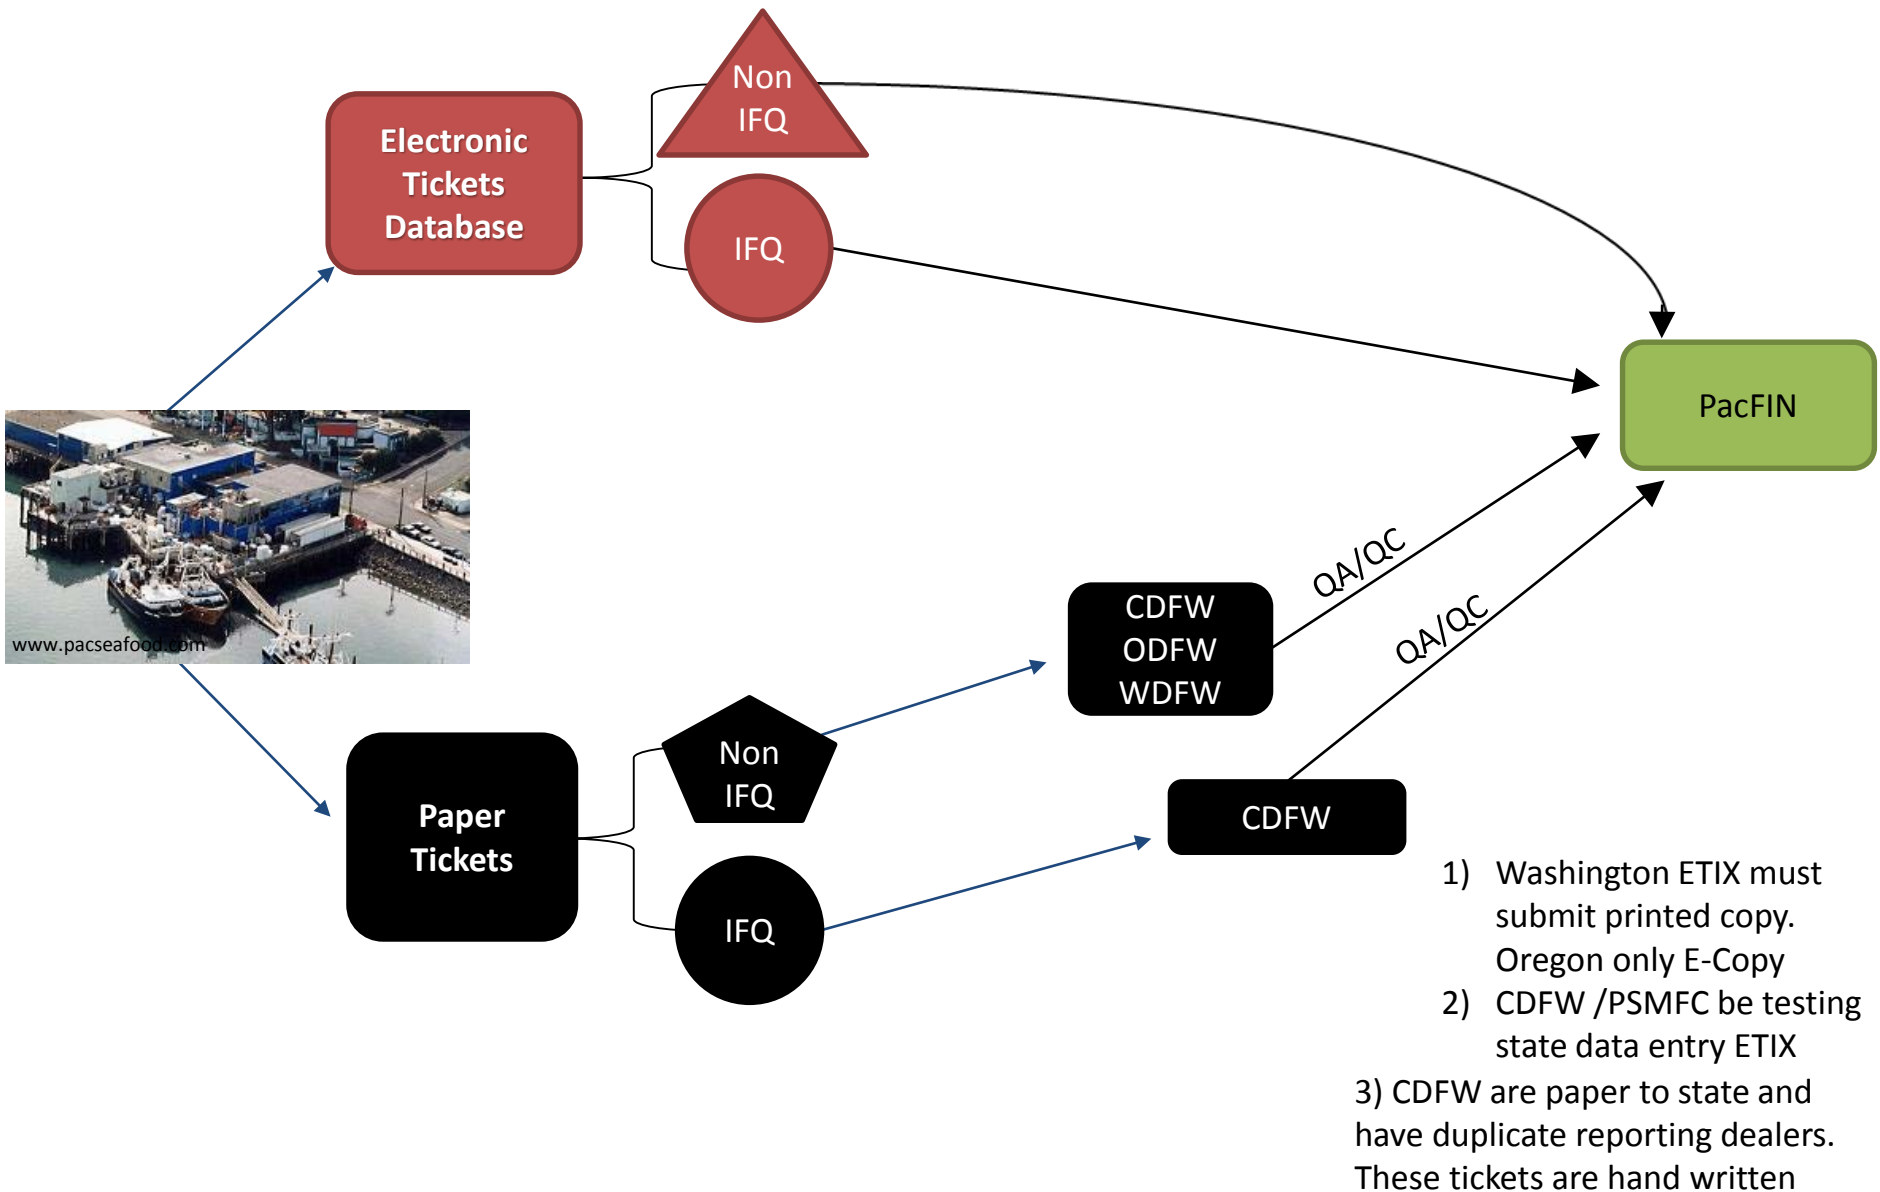 Non
IFQ
Electronic
Tickets
Database
IFQ
PacFIN
www.pacseafood.com
QA/QC
QA/QC
CDFW
ODFW
WDFW
Non
IFQ
Paper
Tickets
CDFW
IFQ
1) Washington ETIX must
submit printed copy.
Oregon only E-Copy
2) CDFW /PSMFC be testing
state data entry ETIX
3) CDFW are paper to state and
have duplicate reporting dealers.
These tickets are hand written